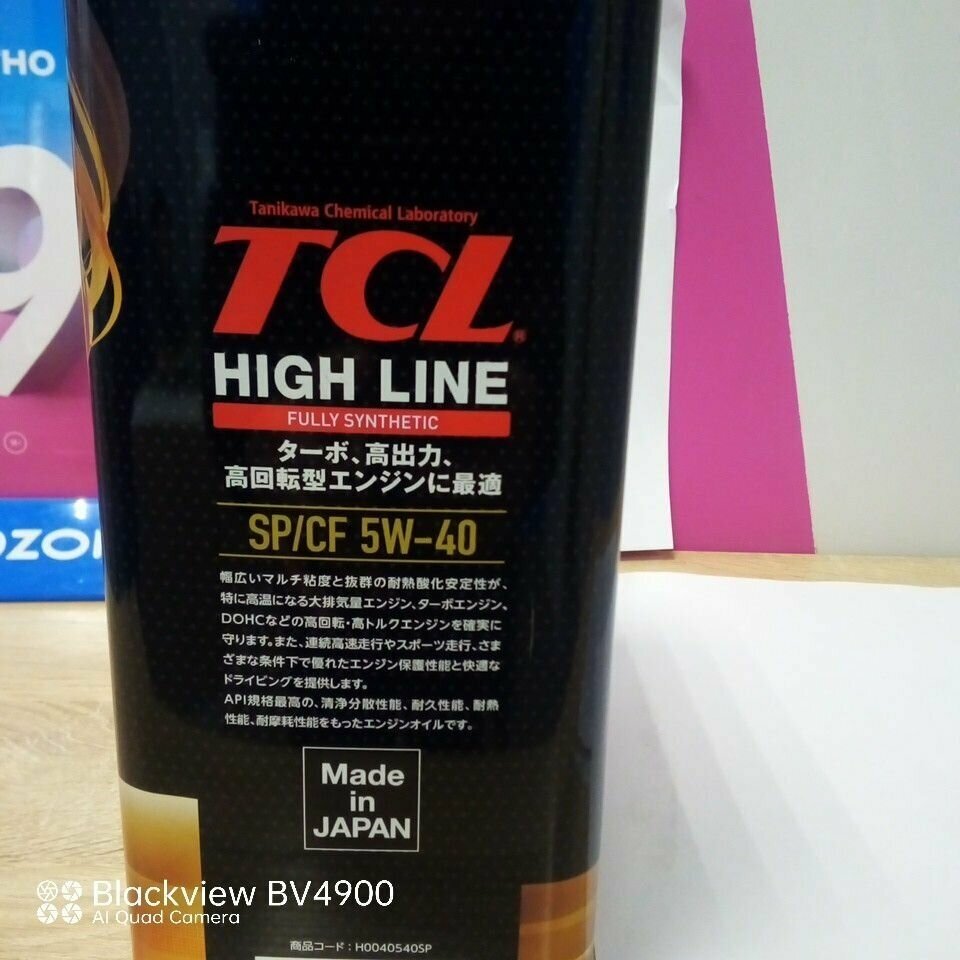 Tanikawa Chemical Laboratory
TCL®
HIGH LINE
FULLY SYNTHETIC
ターボ、高出力、
高回転型エンジンに最適
SP/CF 5W-40
幅広いマルチ粘度と抜群の耐熱酸化安定性が、
特に高温になる大排気量エンジン、ターボエンジン、
DOHCなどの高回転・高トルクエンジンを確実に
守ります。また、連続高速走行やスポーツ走行、さま
ざまな条件下で優れたエンジン保護性能と快適な
ドライビングを提供します。
API規格最高の、清浄分散性能、耐久性能、耐熱
性能、耐摩耗性能をもったエンジンオイルです。
Made
in
JAPAN
商品コード：H0040540SP
9
Blackview BV4900
AI Quad Camera